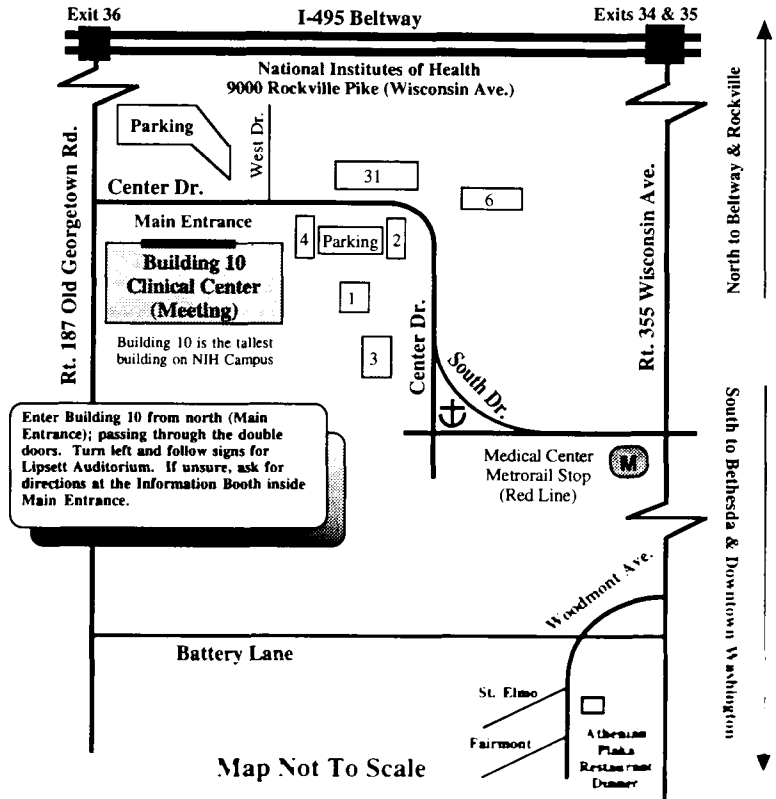 Exit 36
I-495 Beltway
Exits 34 & 35
National Institutes of Health
9000 Rockville Pike (Wisconsin Ave.)
North to Beltway & Rockville
Parking
West Dr.
Rt. 187 Old Georgetown Rd.
Center Dr.
31
6
Main Entrance
4
Parking
2
Building 10
Clinical Center
(Meeting)
1
Rt. 355 Wisconsin Ave.
Building 10 is the tallest
building on NIH Campus
3
Center Dr.
South Dr.
Enter Building 10 from north (Main
Entrance); passing through the double
doors. Turn left and follow signs for
Lipsett Auditorium. If unsure, ask for
directions at the Information Booth inside
Main Entrance.
Medical Center
Metrorail Stop
(Red Line)
M
South to Bethesda & Downtown Washington
Woodmont Ave.
Battery Lane
St. Elmo
Fairmont
Athenian
Plaka
Restaurant
Dinner
Map Not To Scale